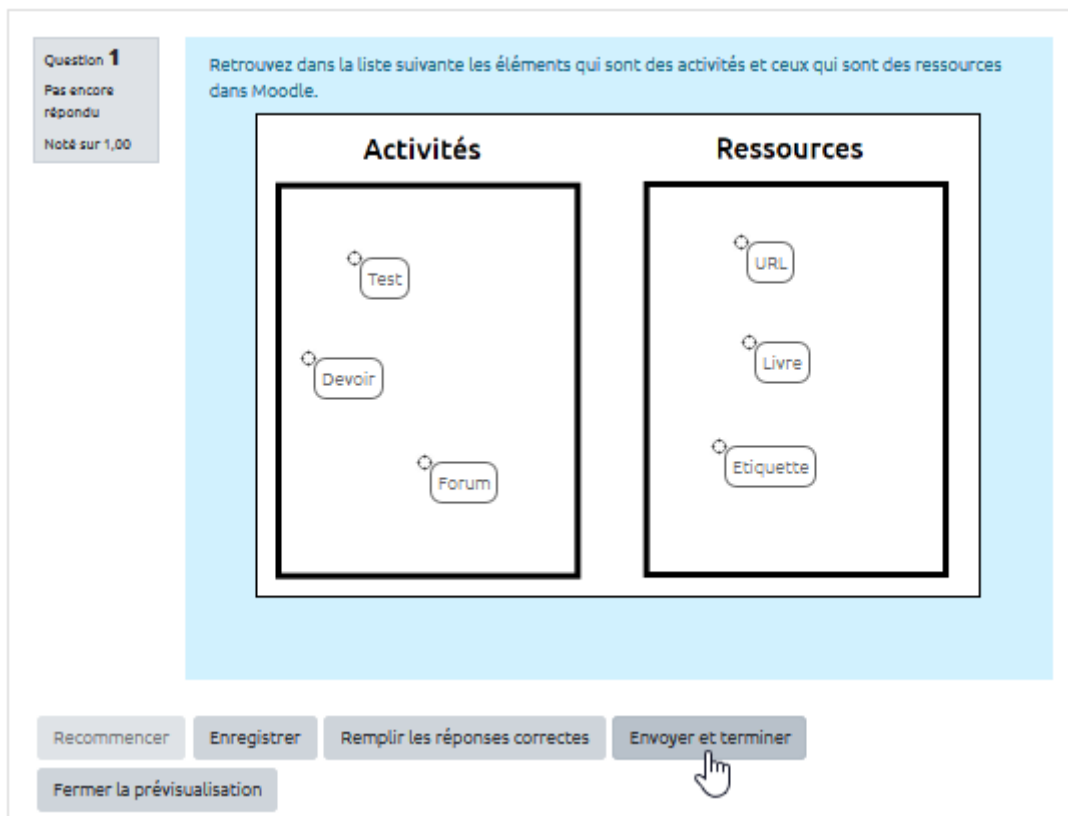 Question 1
Pas encore
répondu
Noté sur 1,00
Retrouvez dans la liste suivante les éléments qui sont des activités et ceux qui sont des ressources
dans Moodle.
Activités
Ressources
Test
Devoir
Forum
URL
Livre
Etiquette
Recommencer
Enregistrer
Remplir les réponses correctes
Envoyer et terminer
Fermer la prévisualisation